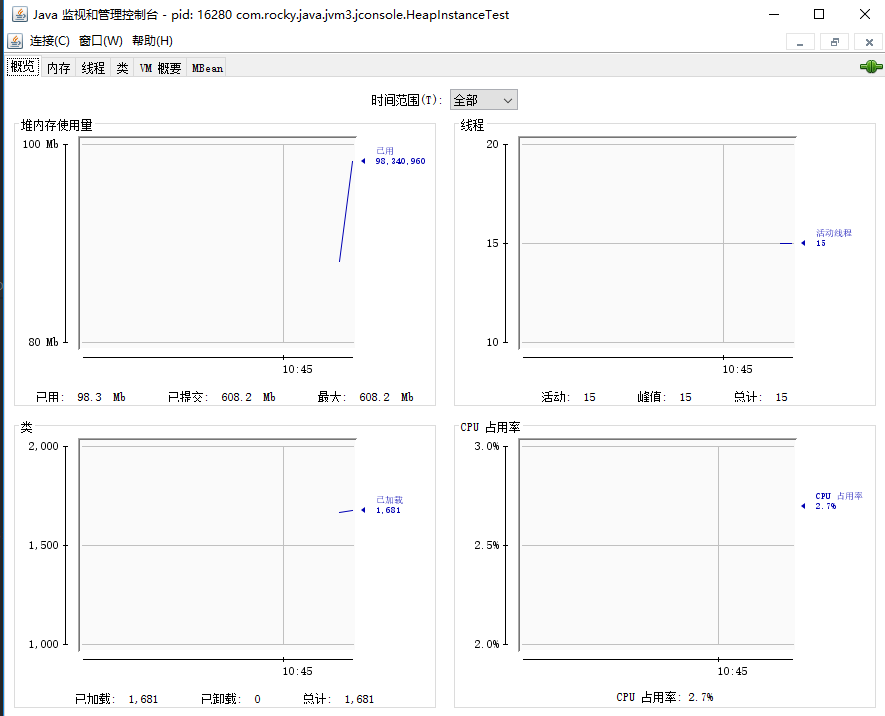 Java 监视和管理控制台 - pid: 16280 com.rocky.java.jvm3.jconsole.HeapInstanceTest
连接(C) 窗口(W) 帮助(H)
概览 内存 线程 类 VM 概要 MBean
时间范围(T): 全部
堆内存使用量
100 Mb
已用
98,340,960
80 Mb
10:45
已用: 98.3 Mb 已提交: 608.2 Mb 最大: 608.2 Mb
线程
20
活动线程
15
15
10
10:45
活动: 15 峰值: 15 总计: 15
类
2,000
已加载
1,681
1,500
1,000
10:45
已加载: 1,681 已卸载: 0 总计: 1,681
CPU 占用率
3.0%
CPU 占用率
2.7%
2.5%
2.0%
10:45
CPU 占用率: 2.7%